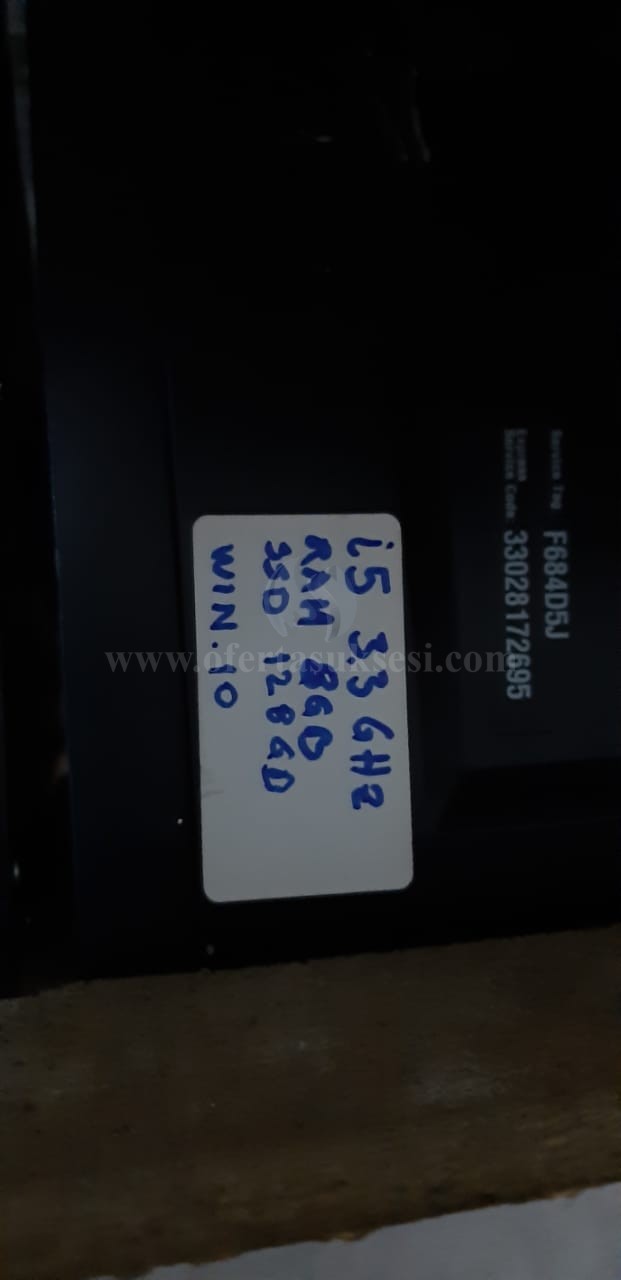 Service Tag F684D5J
Express
Service Code 33028172695
i5 3.3 GHZ
RAM 8GB
SSD 128GB
WIN.10
www.ofertasuksesi.com